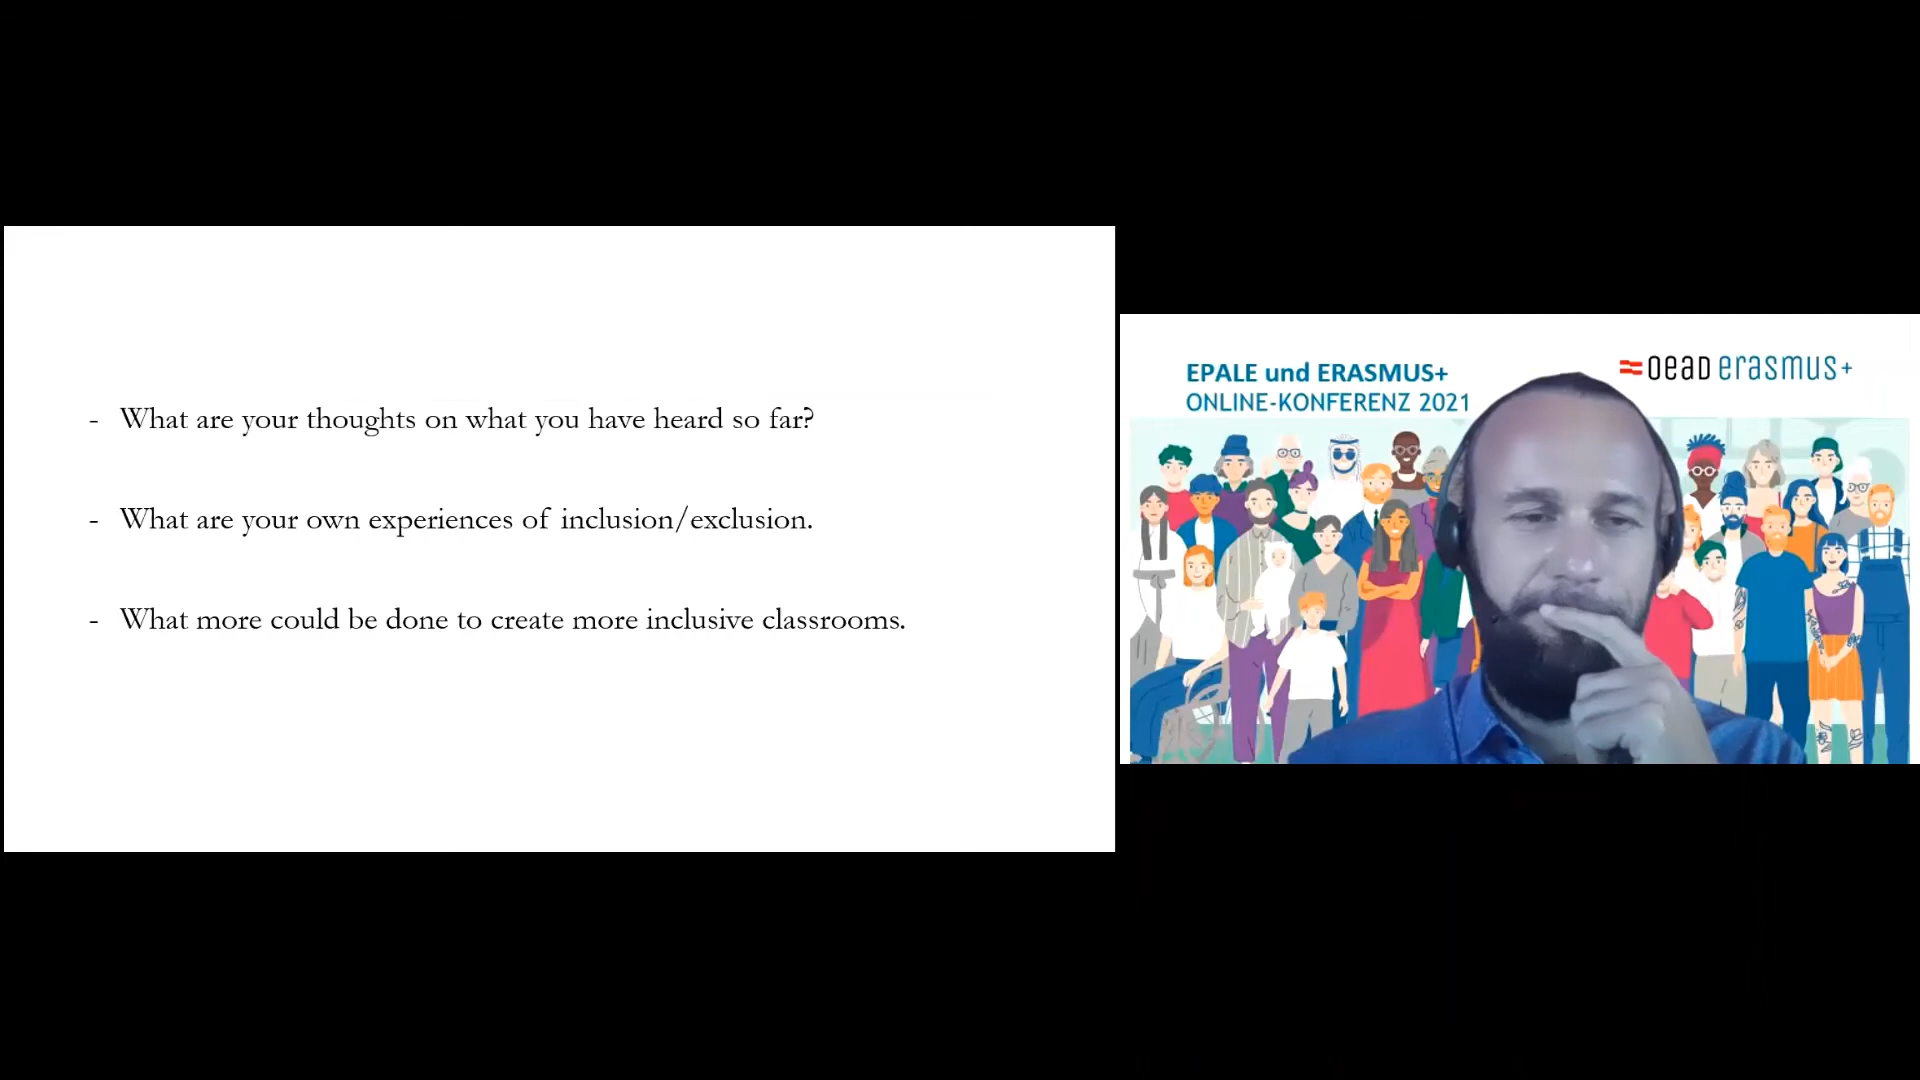 - What are your thoughts on what you have heard so far?
- What are your own experiences of inclusion/exclusion.
- What more could be done to create more inclusive classrooms.
EPALE und ERASMUS+
ONLINE-KONFERENZ 2021
OeAD erasmus+